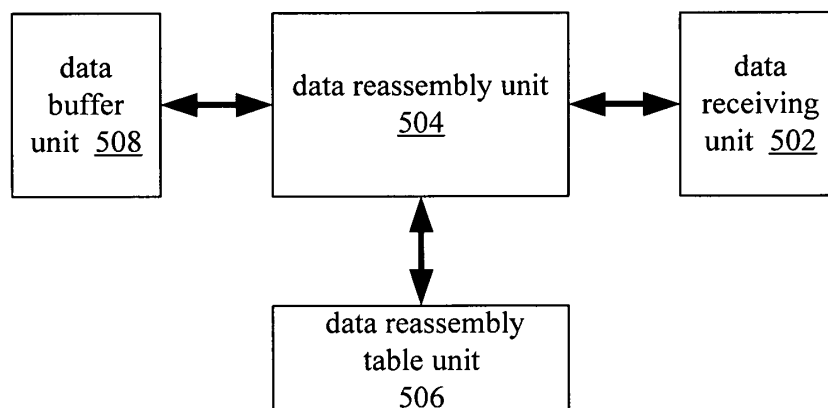 data
buffer
unit 508
data reassembly unit
504
data
receiving
unit 502
data reassembly
table unit
506